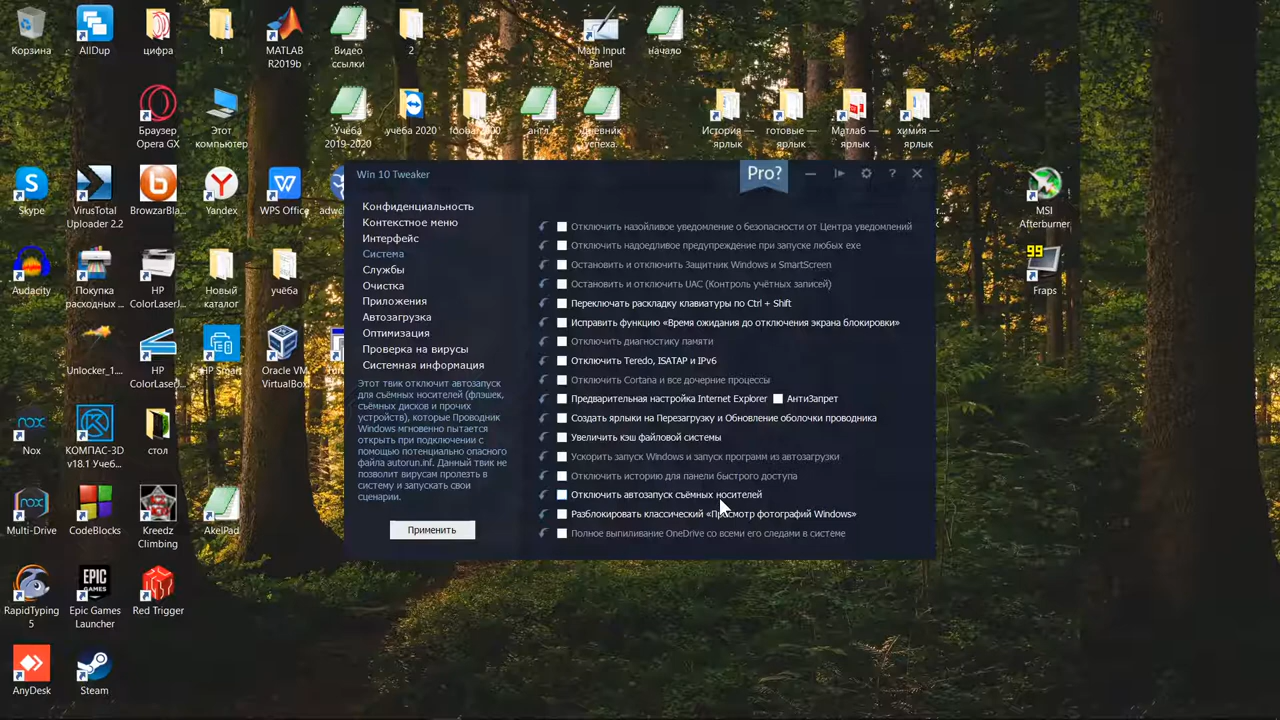 Корзина
AllDup
цифра
1
MATLAB
R2019b
Видео
ссылки
2
Math Input
Panel
начало
Браузер
Opera GX
Этот
компьютер
Учёба
2019-2020
учёба 2020
англ.
дневник
успеха.
История —
ярлык
готовые —
ярлык
Матлаб —
ярлык
химия —
ярлык
Skype
VirusTotal
Uploader 2.2
BrowzarBla...
Yandex
WPS Office
MSI
Afterburner
Audacity
Покупка
расходных ...
HP
ColorLaserJ...
Новый
каталог
учёба
99
Fraps
Unlocker_1....
HP
ColorLaserJ...
HP Smart
Oracle VM
VirtualBox
Nox
КОМПАС-3D
v18.1 Учеб...
стол
Multi-Drive
CodeBlocks
Kreedz
Climbing
AkelPad
RapidTyping
5
Epic Games
Launcher
Red Trigger
AnyDesk
Steam
Win 10 Tweaker
Pro?
Конфиденциальность
Контекстное меню
Интерфейс
Система
Службы
Очистка
Приложения
Автозагрузка
Оптимизация
Проверка на вирусы
Системная информация
Этот твик отключит автозапуск
для съёмных носителей (флэшек,
съёмных дисков и прочих
устройств), которые Проводник
Windows мгновенно пытается
открыть при подключении с
помощью потенциально опасного
файла autorun.inf. Данный твик не
позволит вирусам пролезть в
систему и запускать свои
сценарии.
Применить
Отключить назойливое уведомление о безопасности от Центра уведомлений
Отключить надоедливое предупреждение при запуске любых exe
Остановить и отключить Защитник Windows и SmartScreen
Остановить и отключить UAC (Контроль учётных записей)
Переключать раскладку клавиатуры по Ctrl + Shift
Исправить функцию «Время ожидания до отключения экрана блокировки»
Отключить диагностику памяти
Отключить Teredo, ISATAP и IPv6
Отключить Cortana и все дочерние процессы
Предварительная настройка Internet Explorer АнтиЗапрет
Создать ярлыки на Перезагрузку и Обновление оболочки проводника
Увеличить кэш файловой системы
Ускорить запуск Windows и запуск программ из автозагрузки
Отключить историю для панели быстрого доступа
Отключить автозапуск съёмных носителей
Разблокировать классический «Просмотр фотографий Windows»
Полное выпиливание OneDrive со всеми его следами в системе